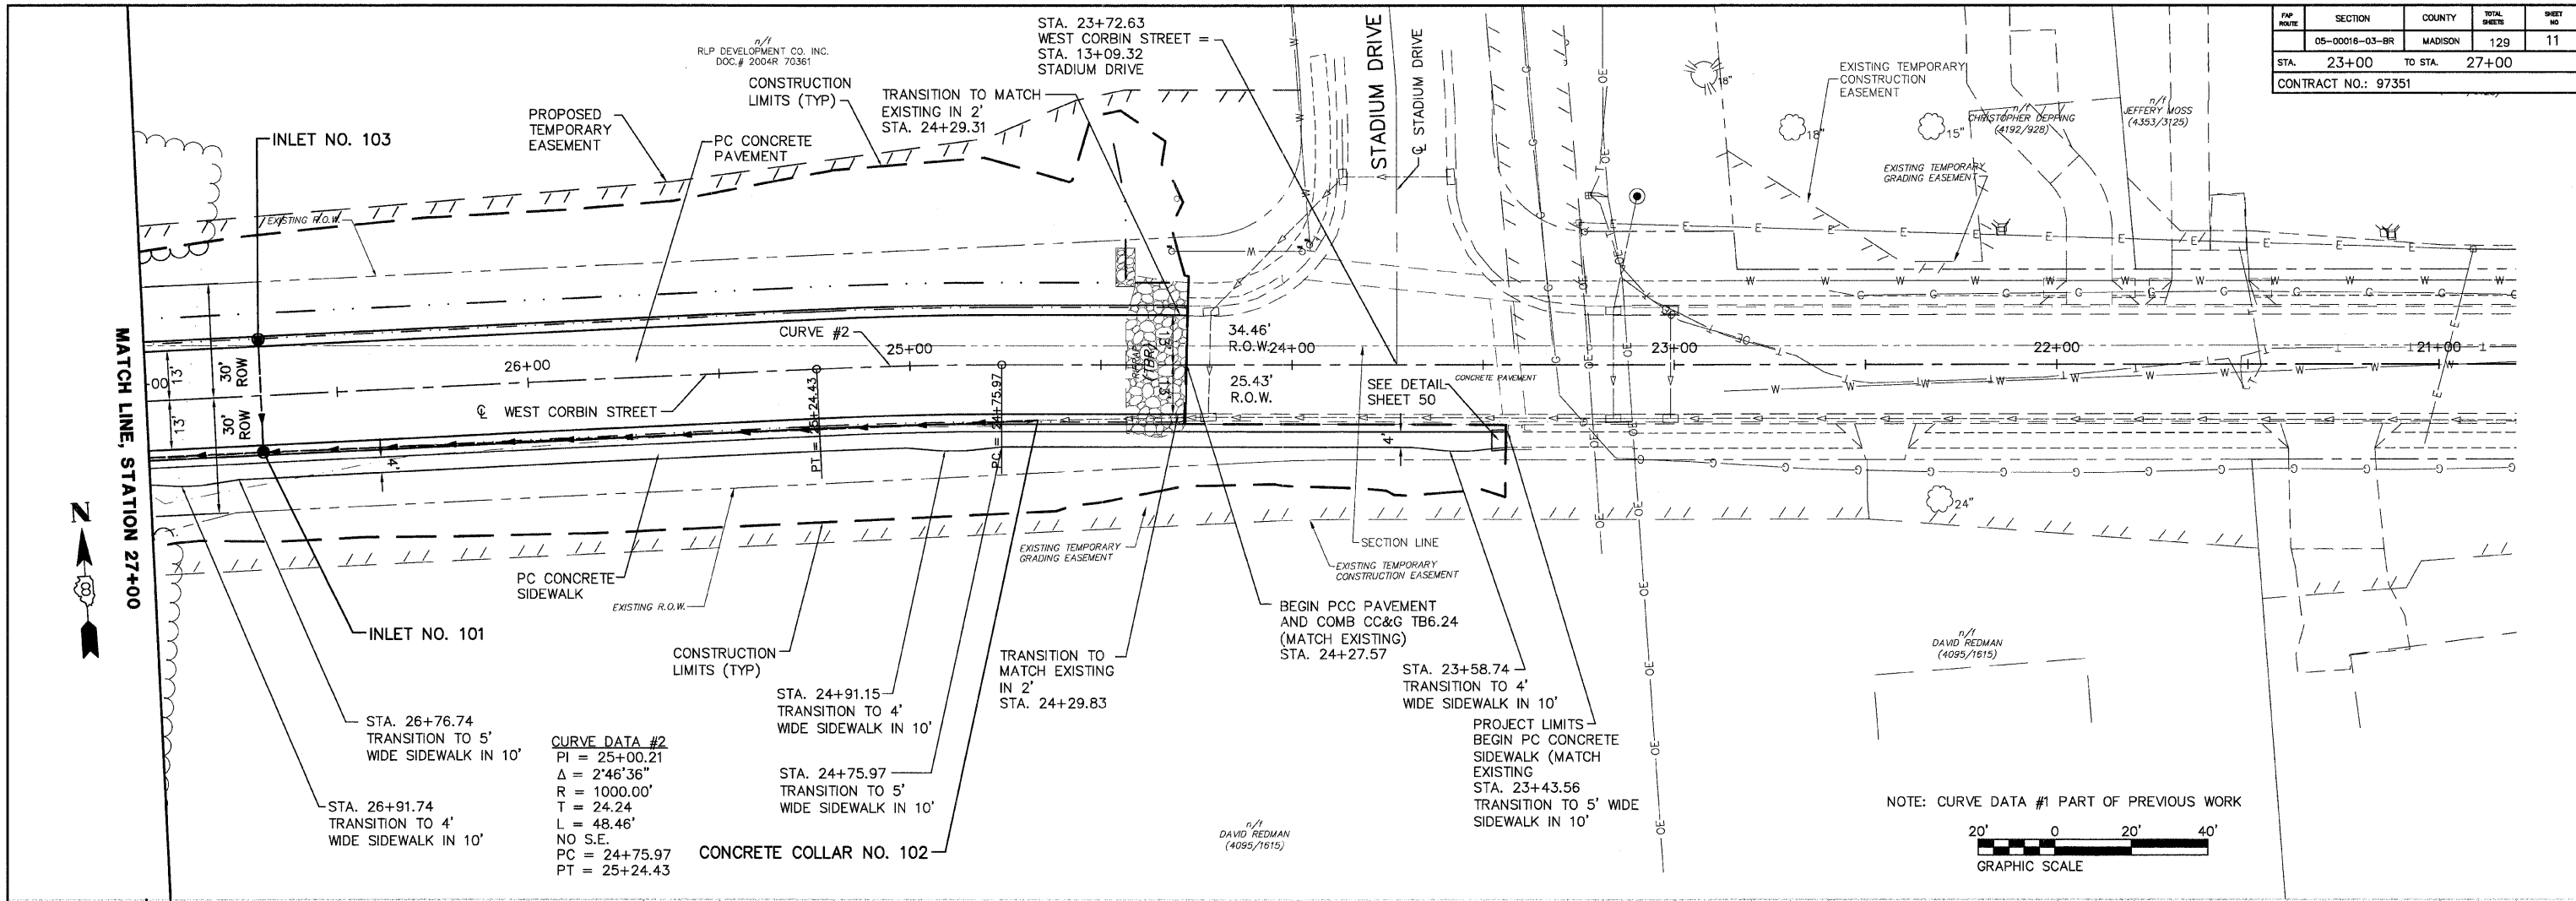 FAP ROUTE
SECTION
COUNTY
TOTAL SHEETS
SHEET NO
05-00016-03-BR
MADISON
129
11
STA. 23+00 TO STA. 27+00
CONTRACT NO.: 97351
n/f
RLP DEVELOPMENT CO. INC.
DOC.# 2004R 70361
STA. 23+72.63
WEST CORBIN STREET =
STA. 13+09.32
STADIUM DRIVE
CONSTRUCTION
LIMITS (TYP)
TRANSITION TO MATCH
EXISTING IN 2'
STA. 24+29.31
PROPOSED
TEMPORARY
EASEMENT
PC CONCRETE
PAVEMENT
INLET NO. 103
EXISTING R.O.W.
STADIUM DRIVE
℄ STADIUM DRIVE
18"
18"
15"
EXISTING TEMPORARY
CONSTRUCTION
EASEMENT
n/f
CHRISTOPHER DEPPING
(4192/928)
n/f
JEFFERY MOSS
(4353/3125)
EXISTING TEMPORARY
GRADING EASEMENT
MATCH LINE, STATION 27+00
00
13'
13'
30'
ROW
30'
ROW
26+00
CURVE #2
25+00
34.46'
R.O.W.
24+00
23+00
22+00
21+00
℄ WEST CORBIN STREET
PT = 25+24.43
PC = 24+75.97
RIPRAP
(TBR)
13'
25.43'
R.O.W.
CONCRETE PAVEMENT
SEE DETAIL
SHEET 50
4'
4'
24"
N
PC CONCRETE
SIDEWALK
EXISTING R.O.W.
EXISTING TEMPORARY
GRADING EASEMENT
SECTION LINE
EXISTING TEMPORARY
CONSTRUCTION EASEMENT
INLET NO. 101
CONSTRUCTION
LIMITS (TYP)
TRANSITION TO
MATCH EXISTING
IN 2'
STA. 24+29.83
BEGIN PCC PAVEMENT
AND COMB CC&G TB6.24
(MATCH EXISTING)
STA. 24+27.57
STA. 23+58.74
TRANSITION TO 4'
WIDE SIDEWALK IN 10'
n/f
DAVID REDMAN
(4095/1615)
STA. 24+91.15
TRANSITION TO 4'
WIDE SIDEWALK IN 10'
STA. 26+76.74
TRANSITION TO 5'
WIDE SIDEWALK IN 10'
PROJECT LIMITS
BEGIN PC CONCRETE
SIDEWALK (MATCH
EXISTING
STA. 23+43.56
TRANSITION TO 5' WIDE
SIDEWALK IN 10'
CURVE DATA #2
PI = 25+00.21
Δ = 2°46'36"
R = 1000.00'
T = 24.24
L = 48.46'
NO S.E.
PC = 24+75.97
PT = 25+24.43
STA. 24+75.97
TRANSITION TO 5'
WIDE SIDEWALK IN 10'
STA. 26+91.74
TRANSITION TO 4'
WIDE SIDEWALK IN 10'
CONCRETE COLLAR NO. 102
n/f
DAVID REDMAN
(4095/1615)
NOTE: CURVE DATA #1 PART OF PREVIOUS WORK
20' 0 20' 40'
GRAPHIC SCALE